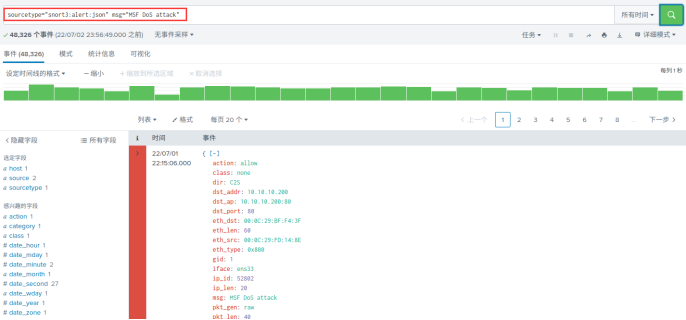 sourcetype="snort3:alert:json" msg="MSF DoS attack"
所有时间
✓ 48,326 个事件 (22/07/02 23:56:49.000 之前) 无事件采样
任务 详细模式
事件 (48,326) 模式 统计信息 可视化
设定时间线的格式 — 缩小 + 缩放到所选区域 × 取消选择
每列 1 秒
列表 格式 每页 20 个
< 上一个 1 2 3 4 5 6 7 8 ... 下一步 >
< 隐藏字段 所有字段
i 时间 事件
选定字段
a host 1
a source 2
a sourcetype 1
感兴趣的字段
a action 1
a category 1
a class 1
# date_hour 1
# date_mday 1
# date_minute 2
a date_month 1
# date_second 27
a date_wday 1
# date_year 1
# date_zone 1
22/07/01
22:15:06.000
{ [-]
action: allow
class: none
dir: C2S
dst_addr: 10.10.10.200
dst_ap: 10.10.10.200:80
dst_port: 80
eth_dst: 00:0C:29:BF:F4:3F
eth_len: 60
eth_src: 00:0C:29:FD:14:8E
eth_type: 0x800
gid: 1
iface: ens33
ip_id: 52802
ip_len: 20
msg: MSF DoS attack
pkt_gen: raw
pkt_len: 40